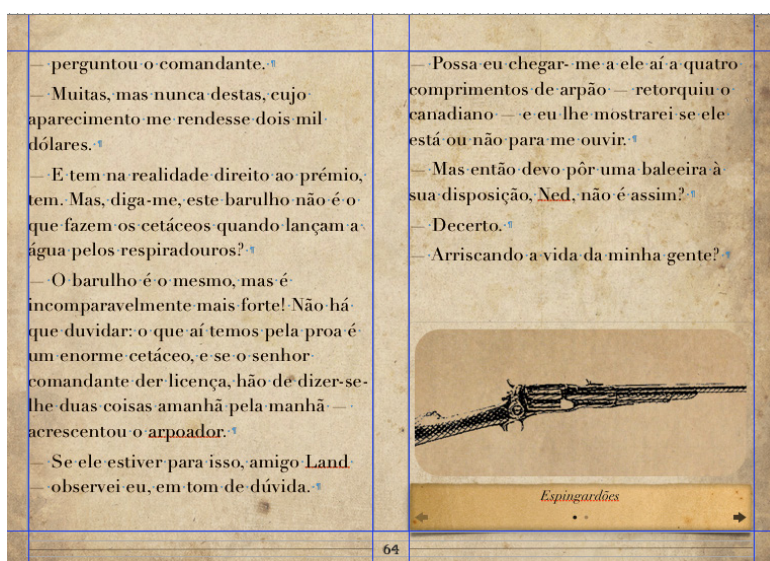 — perguntou o comandante.
— Muitas, mas nunca destas, cujo
aparecimento me rendesse dois mil
dólares.
— E tem na realidade direito ao prémio,
tem. Mas, diga-me, este barulho não é o
que fazem os cetáceos quando lançam a
água pelos respiradouros?
— O barulho é o mesmo, mas é
incomparavelmente mais forte! Não há
que duvidar: o que aí temos pela proa é
um enorme cetáceo, e se o senhor
comandante der licença, hão de dizer-se-
lhe duas coisas amanhã pela manhã —
acrescentou o arpoador.
— Se ele estiver para isso, amigo Land
— observei eu, em tom de dúvida.
— Possa eu chegar- me a ele aí a quatro
comprimentos de arpão — retorquiu o
canadiano — e eu lhe mostrarei se ele
está ou não para me ouvir.
— Mas então devo pôr uma baleeira à
sua disposição, Ned, não é assim?
— Decerto.
— Arriscando a vida da minha gente?
Espingardões
64